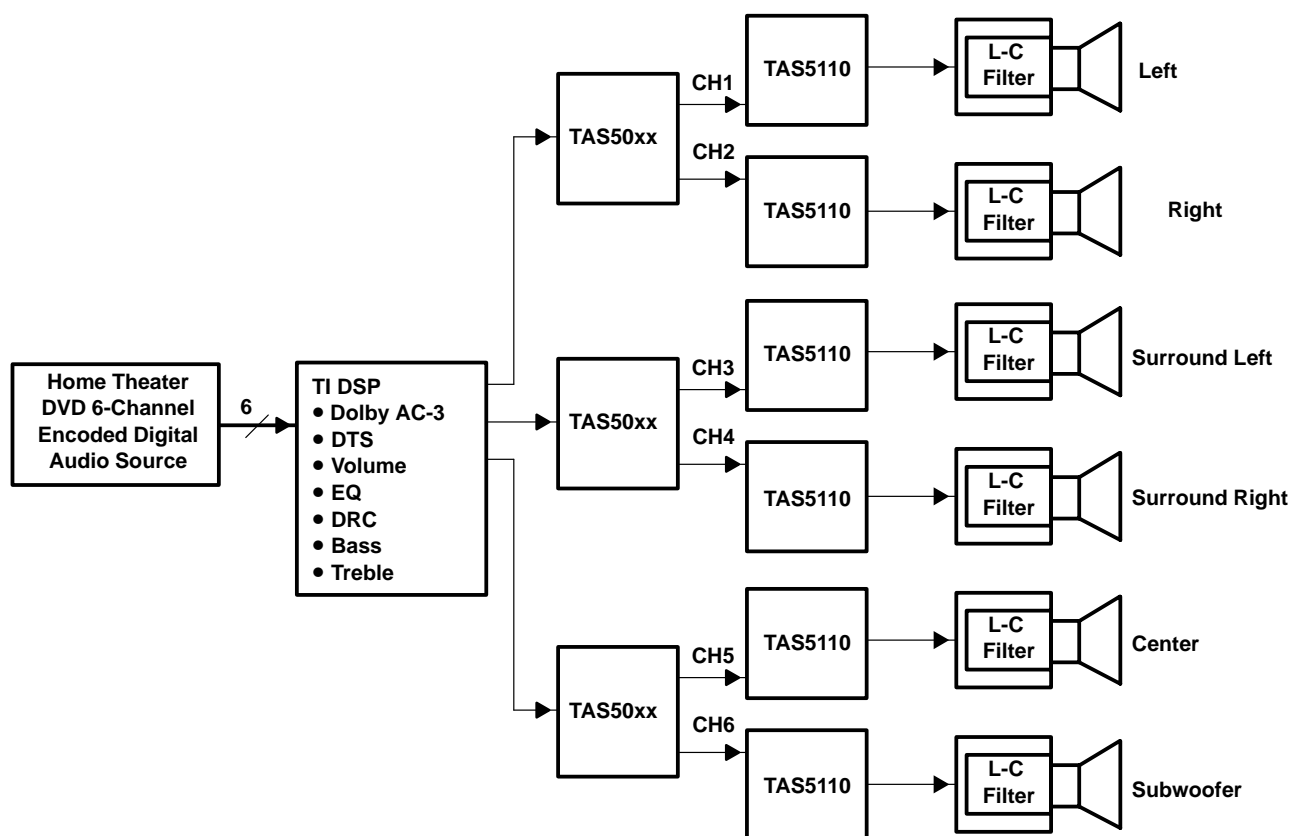 Home Theater
DVD 6-Channel
Encoded Digital
Audio Source
6
TI DSP
● Dolby AC-3
● DTS
● Volume
● EQ
● DRC
● Bass
● Treble
TAS50xx
CH1
CH2
TAS5110
L-C
Filter
Left
TAS5110
L-C
Filter
Right
TAS50xx
CH3
CH4
TAS5110
L-C
Filter
Surround Left
TAS5110
L-C
Filter
Surround Right
TAS50xx
CH5
CH6
TAS5110
L-C
Filter
Center
TAS5110
L-C
Filter
Subwoofer